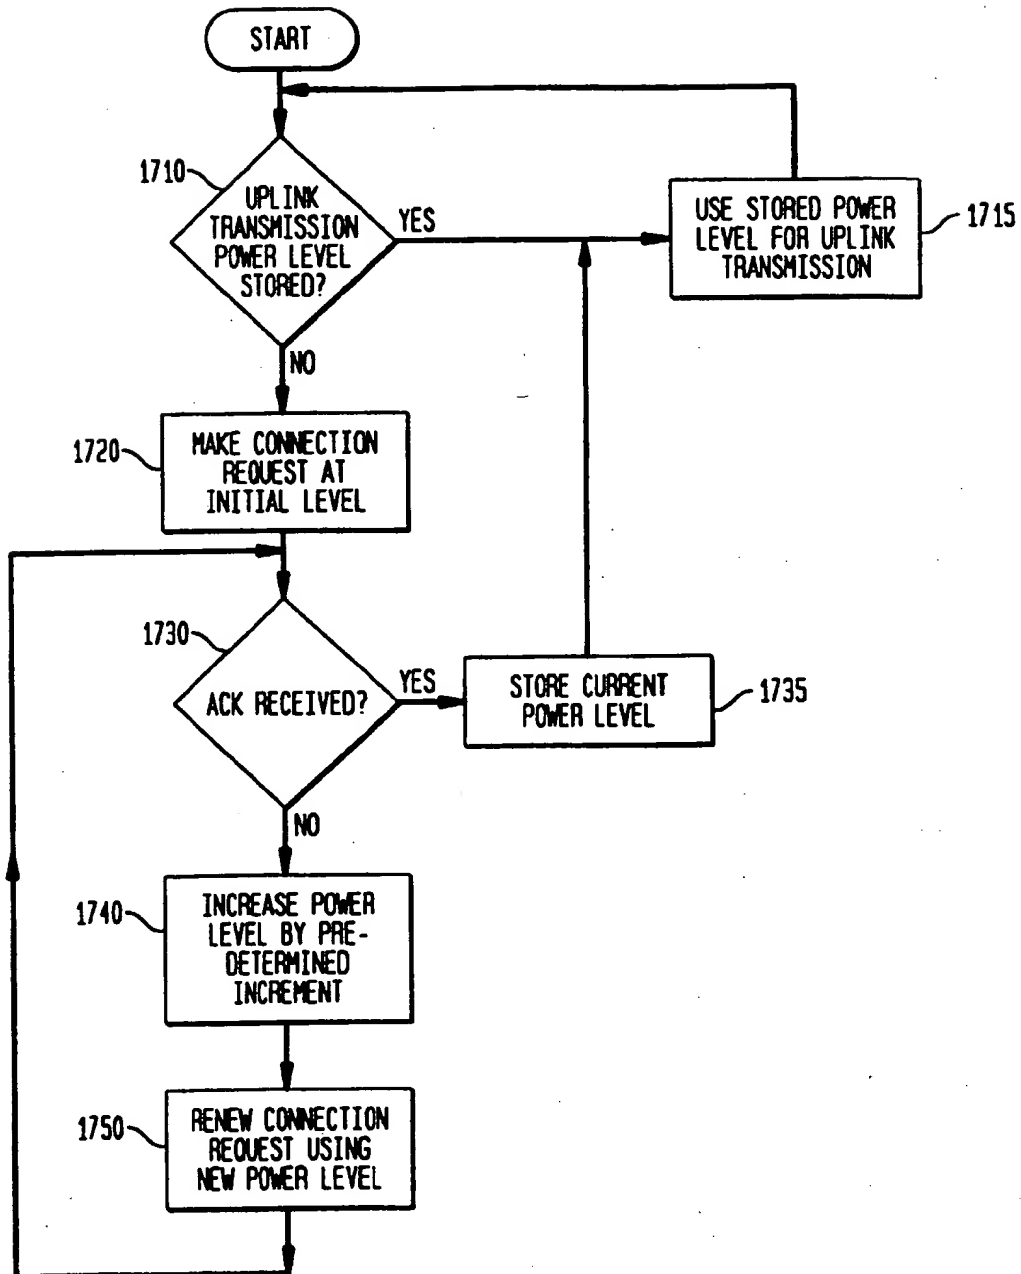 START
1710
UPLINK
TRANSMISSION
POWER LEVEL
STORED?
YES
USE STORED POWER
LEVEL FOR UPLINK
TRANSMISSION
1715
NO
1720
MAKE CONNECTION
REQUEST AT
INITIAL LEVEL
1730
ACK RECEIVED?
YES
STORE CURRENT
POWER LEVEL
1735
NO
1740
INCREASE POWER
LEVEL BY PRE-
DETERMINED
INCREMENT
1750
RENEW CONNECTION
REQUEST USING
NEW POWER LEVEL